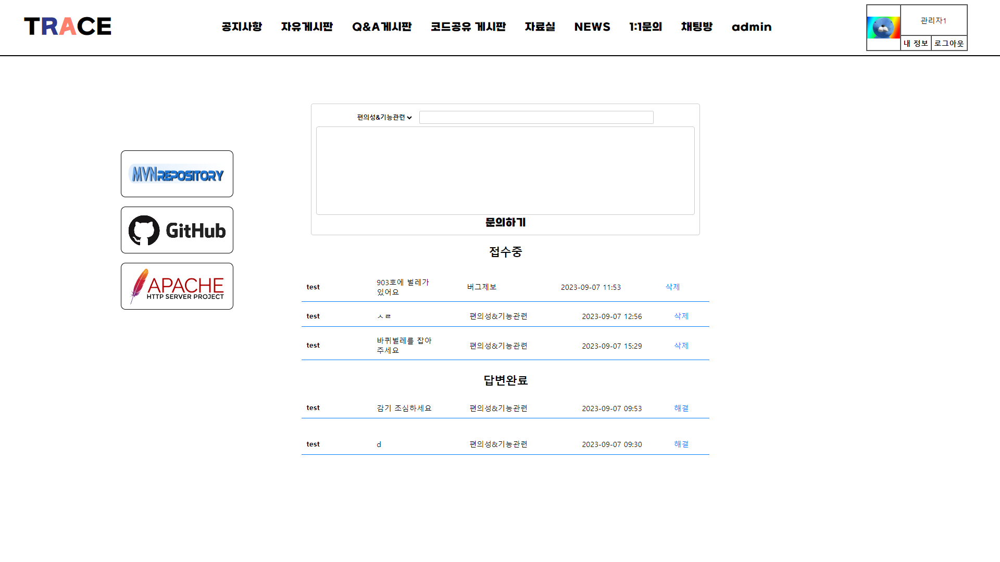 TRACE
공지사항 자유게시판 Q&A게시판 코드공유 게시판 자료실 NEWS 1:1문의 채팅방 admin
관리자1
내 정보 로그아웃
편의성&기능관련
MVNREPOSITORY
GitHub
APACHE
HTTP SERVER PROJECT
문의하기
접수중
test 903호에 벌레가 있어요 버그제보 2023-09-07 11:53 삭제
test ㅅㄹ 편의성&기능관련 2023-09-07 12:56 삭제
test 바퀴벌레를 잡아주세요 편의성&기능관련 2023-09-07 15:29 삭제
답변완료
test 감기 조심하세요 편의성&기능관련 2023-09-07 09:53 해결
test d 편의성&기능관련 2023-09-07 09:30 해결